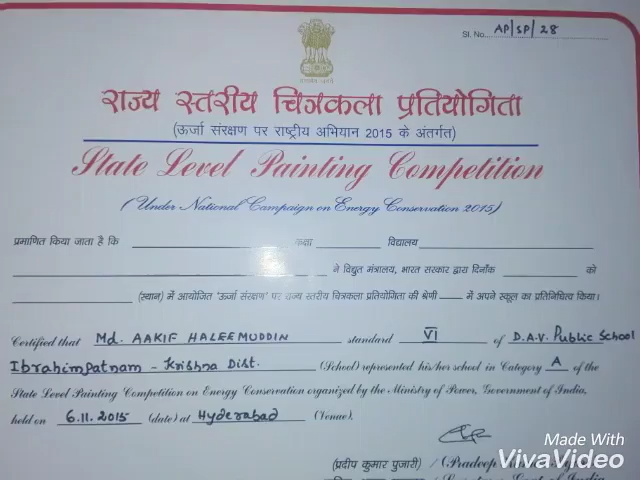 Sl. No. AP/SP/28
राज्य स्तरीय चित्रकला प्रतियोगिता
(ऊर्जा संरक्षण पर राष्ट्रीय अभियान 2015 के अंतर्गत)
State Level Painting Competition
(Under National Campaign on Energy Conservation 2015)
प्रमाणित किया जाता है कि कक्षा विद्यालय
ने विद्युत मंत्रालय, भारत सरकार द्वारा दिनाँक को
(स्थान) में आयोजित 'ऊर्जा संरक्षण' पर राज्य स्तरीय चित्रकला प्रतियोगिता की श्रेणी में अपने स्कूल का प्रतिनिधित्व किया।
Certified that Md. AAKIF HALEEMUDDIN standard VI of D.A.V. Public School
Ibrahimpatnam - Krishna Dist. (School) represented his/her school in Category A of the
State Level Painting Competition on Energy Conservation organized by the Ministry of Power, Government of India,
held on 6.11.2015 (date) at Hyderabad (Venue).
Made With
VivaVideo
(प्रदीप कुमार पुजारी) / (Pradeep